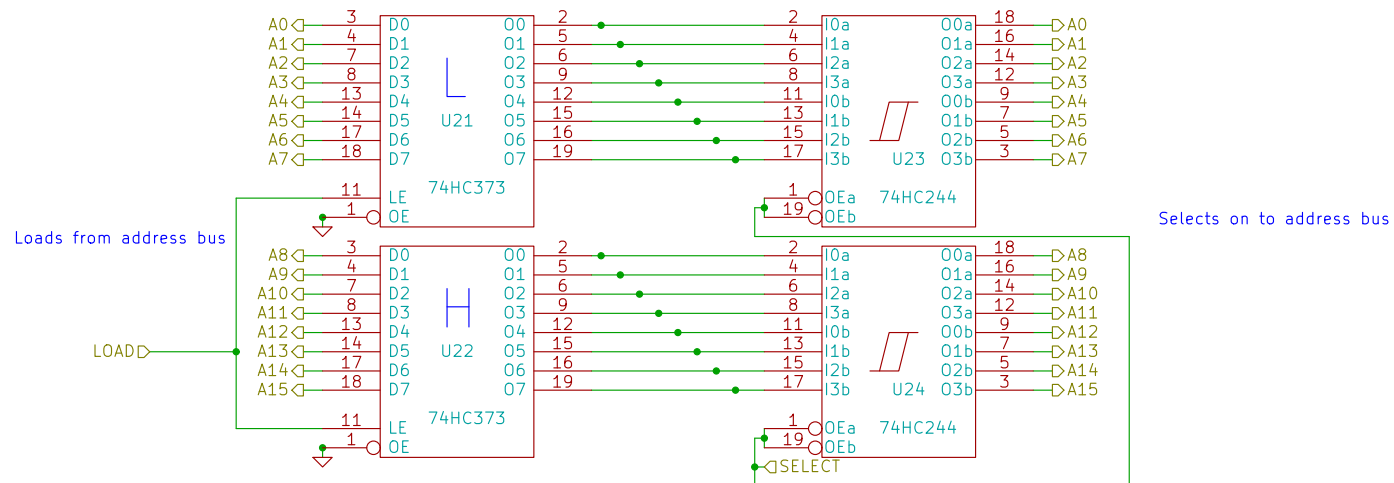 A0 3 D0 O0 2 2 I0a O0a 18 A0
A1 4 D1 O1 5 4 I1a O1a 16 A1
A2 7 D2 O2 6 6 I2a O2a 14 A2
A3 8 D3 O3 9 8 I3a O3a 12 A3
L
A4 13 D4 O4 12 11 I0b O0b 9 A4
A5 14 D5 U21 O5 15 13 I1b O1b 7 A5
A6 17 D6 O6 16 15 I2b O2b 5 A6
A7 18 D7 O7 19 17 I3b U23 O3b 3 A7
74HC373
11 LE 1 OEa 74HC244
1 OE 19 OEb
Selects on to address bus
Loads from address bus
A8 3 D0 O0 2 2 I0a O0a 18 A8
A9 4 D1 O1 5 4 I1a O1a 16 A9
A10 7 D2 O2 6 6 I2a O2a 14 A10
H
A11 8 D3 O3 9 8 I3a O3a 12 A11
A12 13 D4 O4 12 11 I0b O0b 9 A12
LOAD A13 14 D5 U22 O5 15 13 I1b O1b 7 A13
A14 17 D6 O6 16 15 I2b O2b 5 A14
A15 18 D7 O7 19 17 I3b U24 O3b 3 A15
74HC373
11 LE 1 OEa 74HC244
1 OE 19 OEb
SELECT